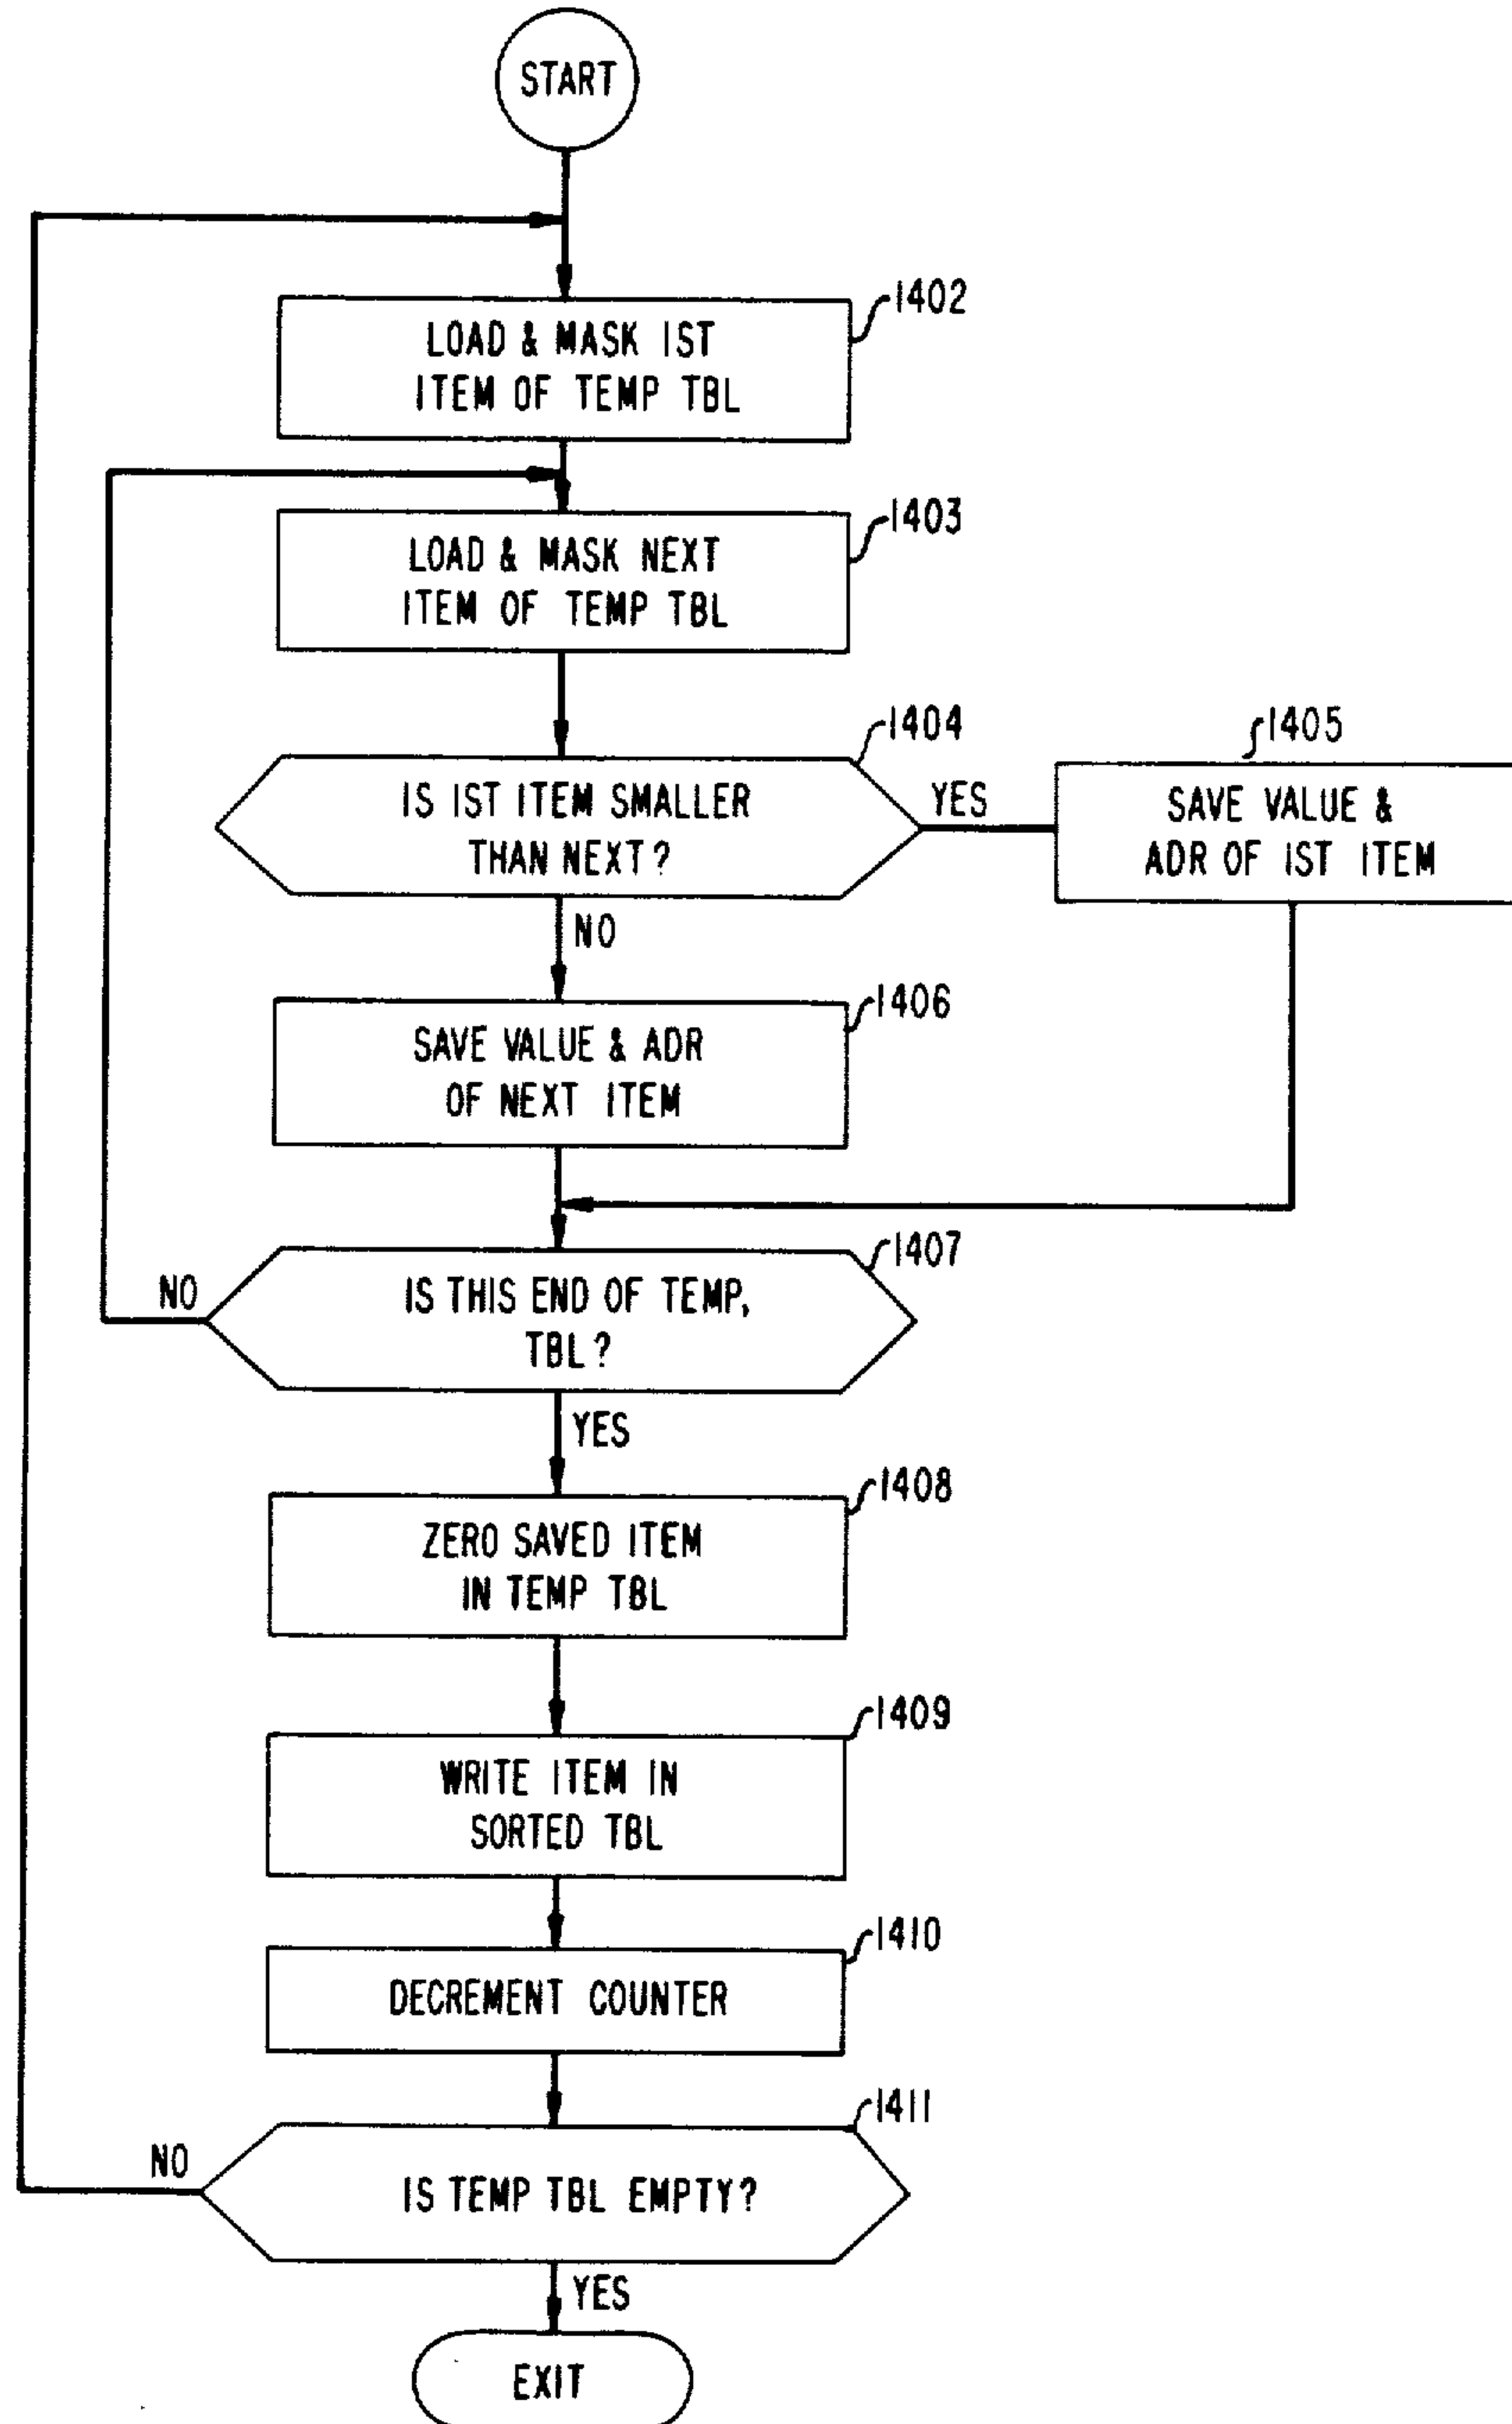 START
1402
LOAD & MASK 1ST
ITEM OF TEMP TBL
1403
LOAD & MASK NEXT
ITEM OF TEMP TBL
1404
IS 1ST ITEM SMALLER
THAN NEXT?
YES
1405
SAVE VALUE &
ADR OF 1ST ITEM
NO
1406
SAVE VALUE & ADR
OF NEXT ITEM
1407
NO
IS THIS END OF TEMP,
TBL?
YES
1408
ZERO SAVED ITEM
IN TEMP TBL
1409
WRITE ITEM IN
SORTED TBL
1410
DECREMENT COUNTER
1411
NO
IS TEMP TBL EMPTY?
YES
EXIT